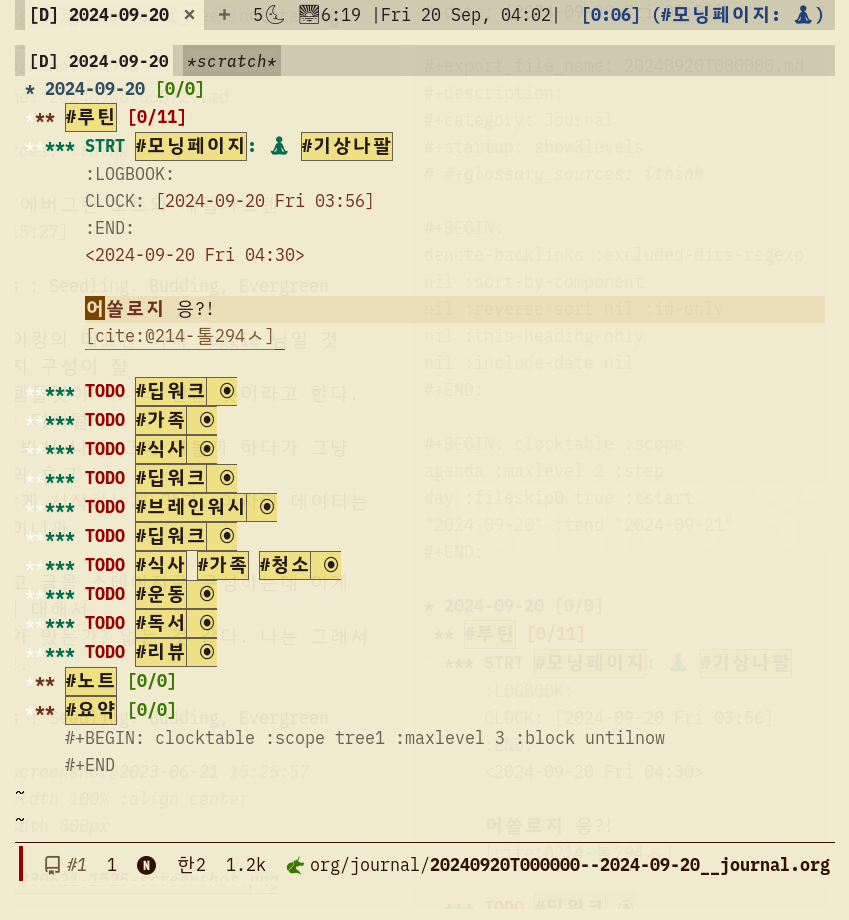 [D] 2024-09-20 × + 5 6:19 |Fri 20 Sep, 04:02| [0:06] (#모닝페이지: )
[D] 2024-09-20 *scratch*
* 2024-09-20 [0/0]
** #루틴 [0/11]
*** STRT #모닝페이지: #기상나팔
:LOGBOOK:
CLOCK: [2024-09-20 Fri 03:56]
:END:
<2024-09-20 Fri 04:30>
어쏠로지 응?!
[cite:@214-톨294ㅅ]
*** TODO #딥워크
*** TODO #가족
*** TODO #식사
*** TODO #딥워크
*** TODO #브레인워시
*** TODO #딥워크
*** TODO #식사 #가족 #청소
*** TODO #운동
*** TODO #독서
*** TODO #리뷰
** #노트 [0/0]
** #요약 [0/0]
#+BEGIN: clocktable :scope tree1 :maxlevel 3 :block untilnow
#+END
~
~
#1 1 N 한2 1.2k org/journal/20240920T000000--2024-09-20__journal.org
#+export_file_name: 20240920T000000.md
#+description:
#+category: Journal
#+startup: show3levels
# #+glossary_sources: ithink
#+BEGIN:
denote-backlinks :excluded-dirs-regexp
nil :sort-by-component
nil :reverse-sort nil :id-only
nil :this-heading-only
nil :include-date nil
#+END:
#+BEGIN: clocktable :scope
agenda :maxlevel 2 :step
day :fileskip0 true :tstart
"2024-09-20" :tend "2024-09-21"
#+END:
* 2024-09-20 [0/0]
** #루틴 [0/11]
*** STRT #모닝페이지: #기상나팔
:LOGBOOK:
CLOCK: [2024-09-20 Fri 03:56]
:END:
<2024-09-20 Fri 04:30>
어쏠로지 응?!
[cite:@214-톨294ㅅ]
*** TODO #딥워크